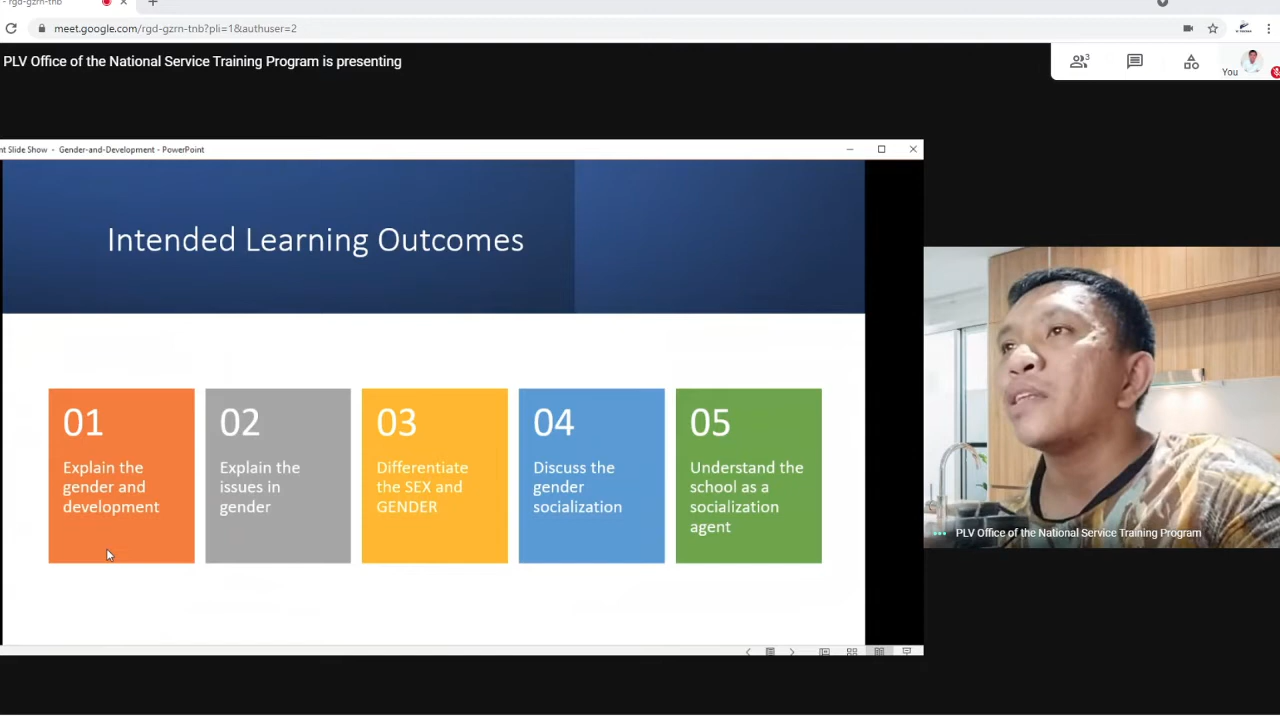 - rgd-gzrn-tnb
meet.google.com/rgd-gzrn-tnb?pli=1&authuser=2
PLV Office of the National Service Training Program is presenting
3
You
nt Slide Show - Gender-and-Development - PowerPoint
Intended Learning Outcomes
01
Explain the
gender and
development
02
Explain the
issues in
gender
03
Differentiate
the SEX and
GENDER
04
Discuss the
gender
socialization
05
Understand the
school as a
socialization
agent
PLV Office of the National Service Training Program